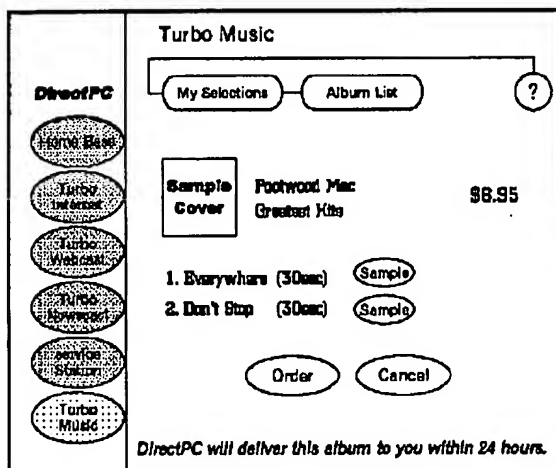 Turbo Music
DirectPC
My Selections
Album List
?
Home Base
Turbo
Internet
Turbo
Webcast
Turbo
Newscast
Service
Station
Turbo
Music
Sample
Cover
Footwood Mac
Greatest Hits
$8.95
1. Everywhere (30sec)
Sample
2. Don't Stop (30sec)
Sample
Order
Cancel
DirectPC will deliver this album to you within 24 hours.